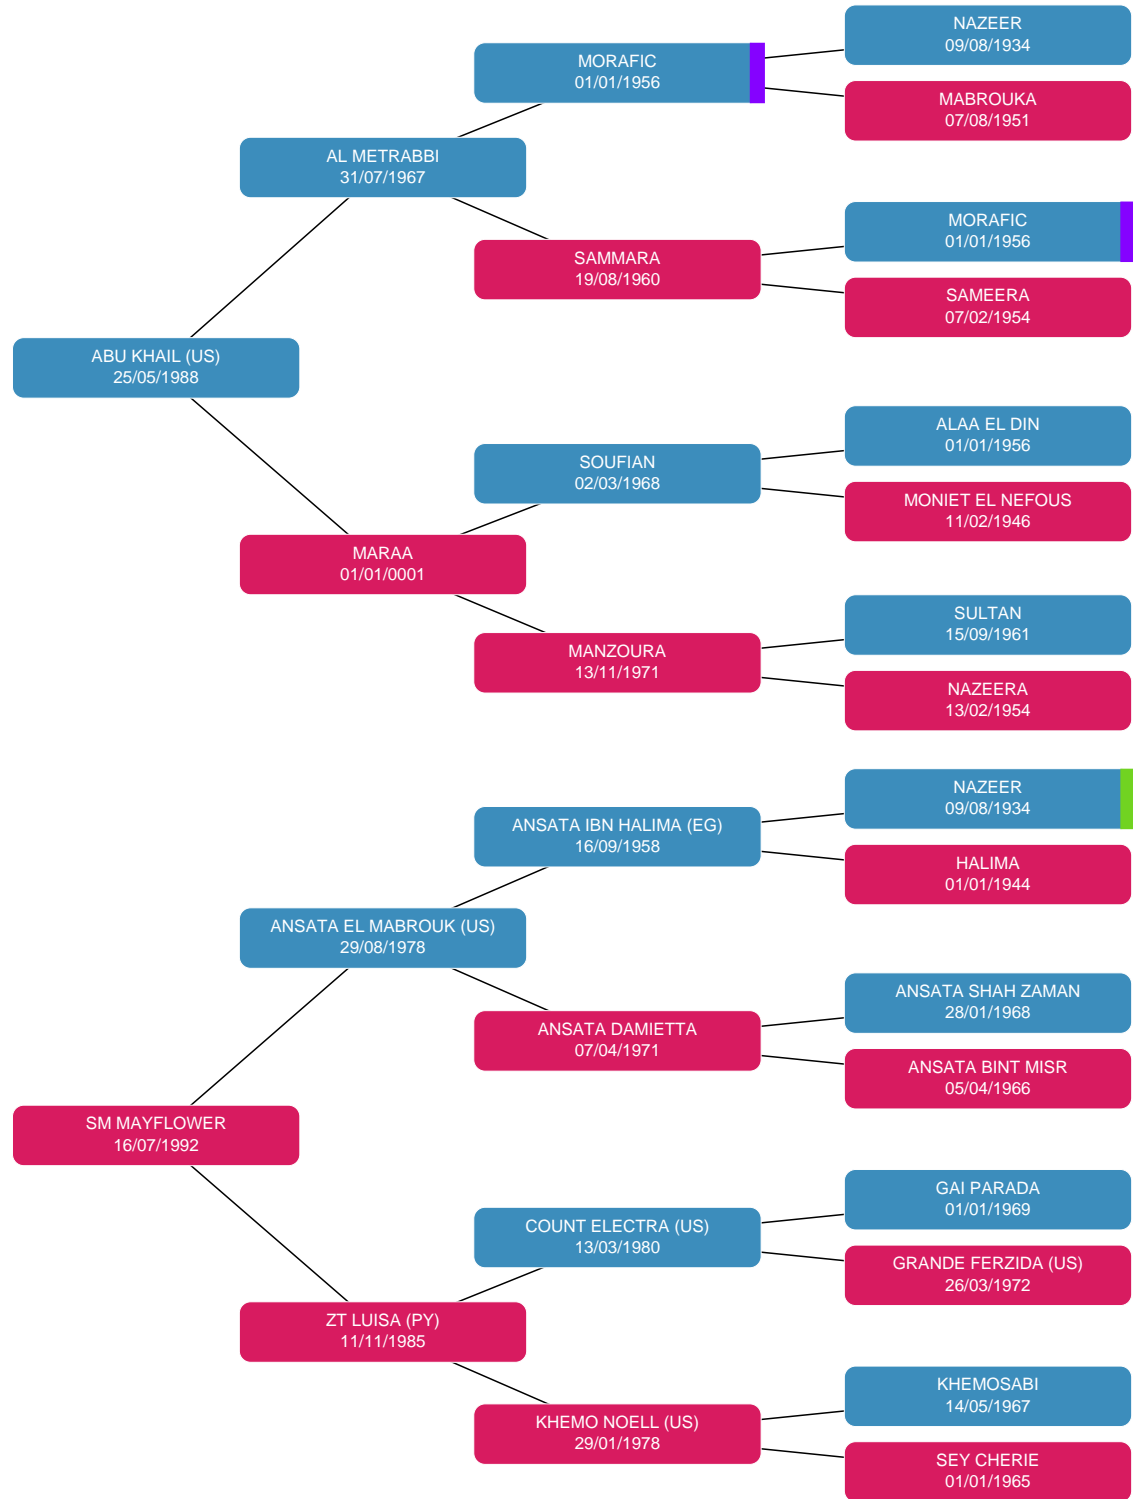 NAZEER
09/08/1934
MORAFIC
01/01/1956
MABROUKA
07/08/1951
AL METRABBI
31/07/1967
MORAFIC
01/01/1956
SAMMARA
19/08/1960
SAMEERA
07/02/1954
ABU KHAIL (US)
25/05/1988
ALAA EL DIN
01/01/1956
SOUFIAN
02/03/1968
MONIET EL NEFOUS
11/02/1946
MARAA
01/01/0001
SULTAN
15/09/1961
MANZOURA
13/11/1971
NAZEERA
13/02/1954
NAZEER
09/08/1934
ANSATA IBN HALIMA (EG)
16/09/1958
HALIMA
01/01/1944
ANSATA EL MABROUK (US)
29/08/1978
ANSATA SHAH ZAMAN
28/01/1968
ANSATA DAMIETTA
07/04/1971
ANSATA BINT MISR
05/04/1966
SM MAYFLOWER
16/07/1992
GAI PARADA
01/01/1969
COUNT ELECTRA (US)
13/03/1980
GRANDE FERZIDA (US)
26/03/1972
ZT LUISA (PY)
11/11/1985
KHEMOSABI
14/05/1967
KHEMO NOELL (US)
29/01/1978
SEY CHERIE
01/01/1965